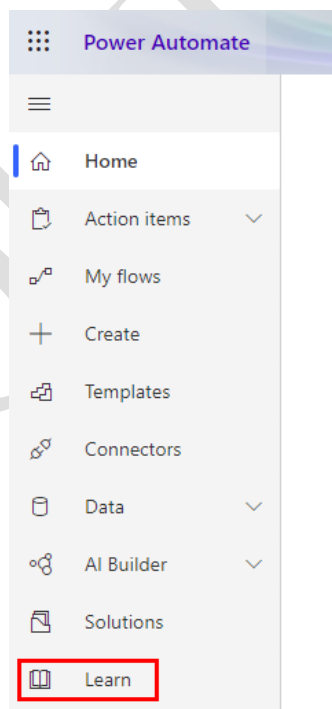 Power Automate
Home
Action items
My flows
Create
Templates
Connectors
Data
AI Builder
Solutions
Learn